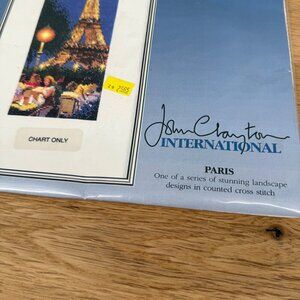 CHART ONLY
John Clayton
INTERNATIONAL
PARIS
One of a series of stunning landscape
designs in counted cross stitch